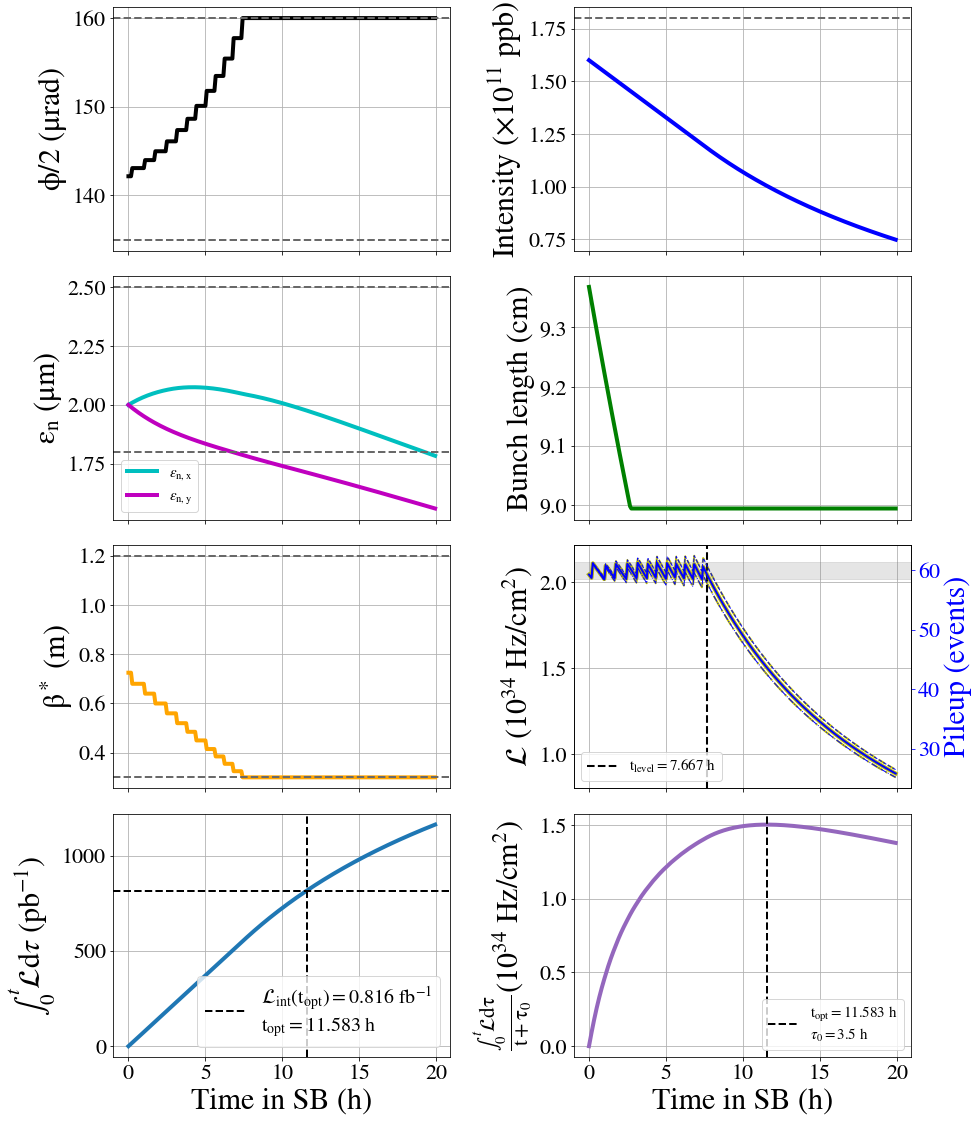 ϕ/2 (μrad)
160
150
140
Intensity (×10¹¹ ppb)
1.75
1.50
1.25
1.00
0.75
εₙ (μm)
2.50
2.25
2.00
1.75
εn, x
εn, y
Bunch length (cm)
9.3
9.2
9.1
9.0
β* (m)
1.2
1.0
0.8
0.6
0.4
ℒ (10³⁴ Hz/cm²)
2.0
1.5
1.0
t_level = 7.667 h
60
50
40
30
Pileup (events)
∫₀ᵗ ℒdτ (pb⁻¹)
1000
500
0
ℒ_int(t_opt) = 0.816 fb⁻¹
t_opt = 11.583 h
0 5 10 15 20
Time in SB (h)
∫₀ᵗ ℒdτ / t + τ₀ (10³⁴ Hz/cm²)
1.5
1.0
0.5
0.0
t_opt = 11.583 h
τ₀ = 3.5 h
0 5 10 15 20
Time in SB (h)